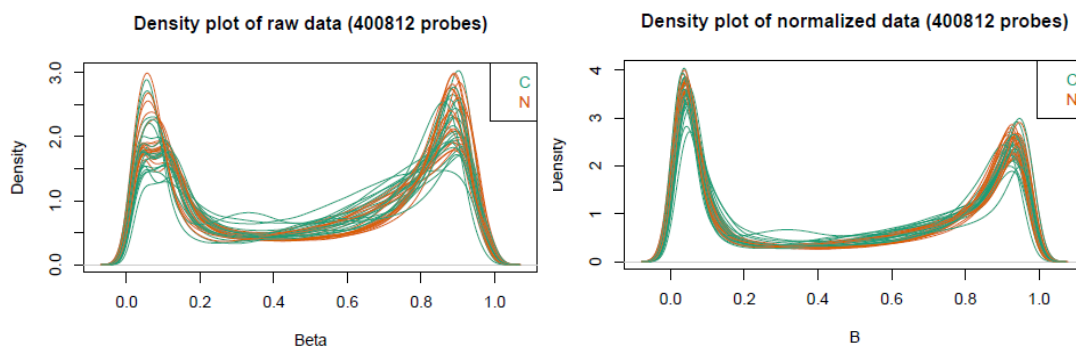 Density plot of raw data (400812 probes)
Density
3.0
2.0
1.0
0.0
C
N
0.0 0.2 0.4 0.6 0.8 1.0
Beta
Density plot of normalized data (400812 probes)
Density
4
3
2
1
0
C
N
0.0 0.2 0.4 0.6 0.8 1.0
B